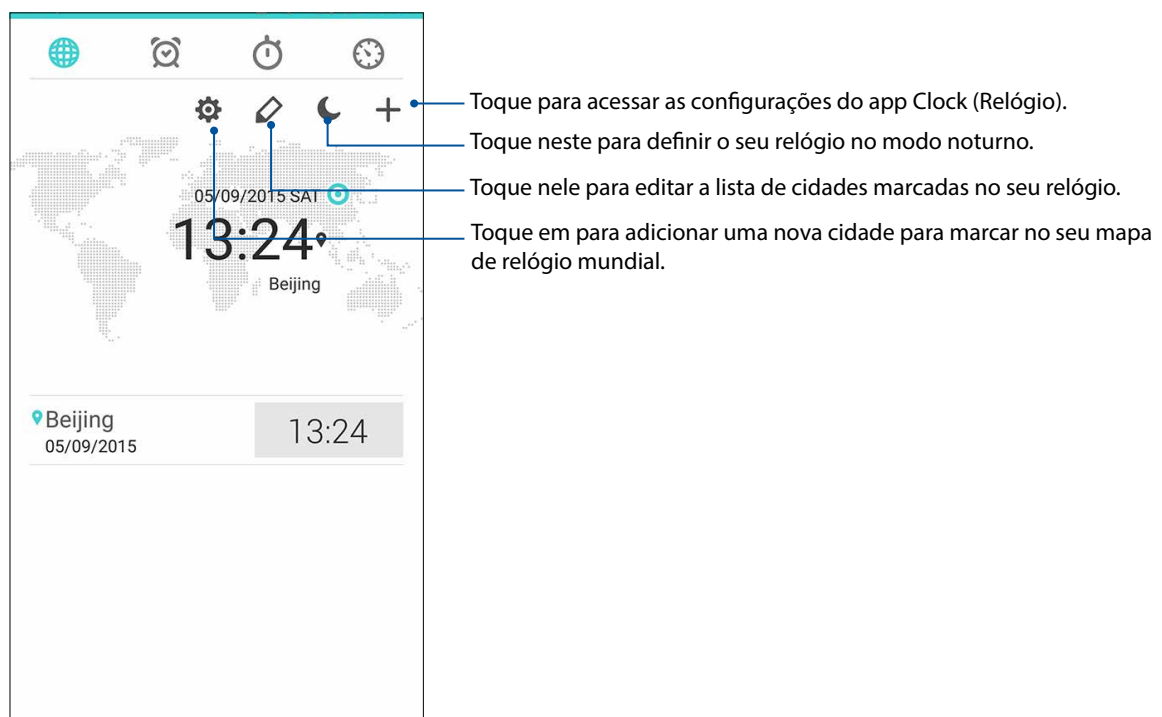 Toque para acessar as configurações do app Clock (Relógio).
Toque neste para definir o seu relógio no modo noturno.
Toque nele para editar a lista de cidades marcadas no seu relógio.
Toque em para adicionar uma nova cidade para marcar no seu mapa
de relógio mundial.
05/09/2015 SAT
13:24
Beijing
Beijing
05/09/2015
13:24